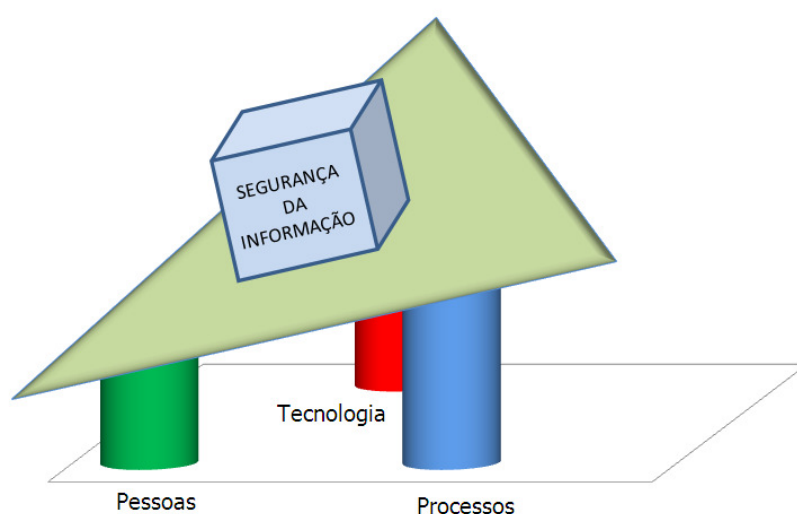 SEGURANÇA
DA
INFORMAÇÃO
Tecnologia
Pessoas
Processos